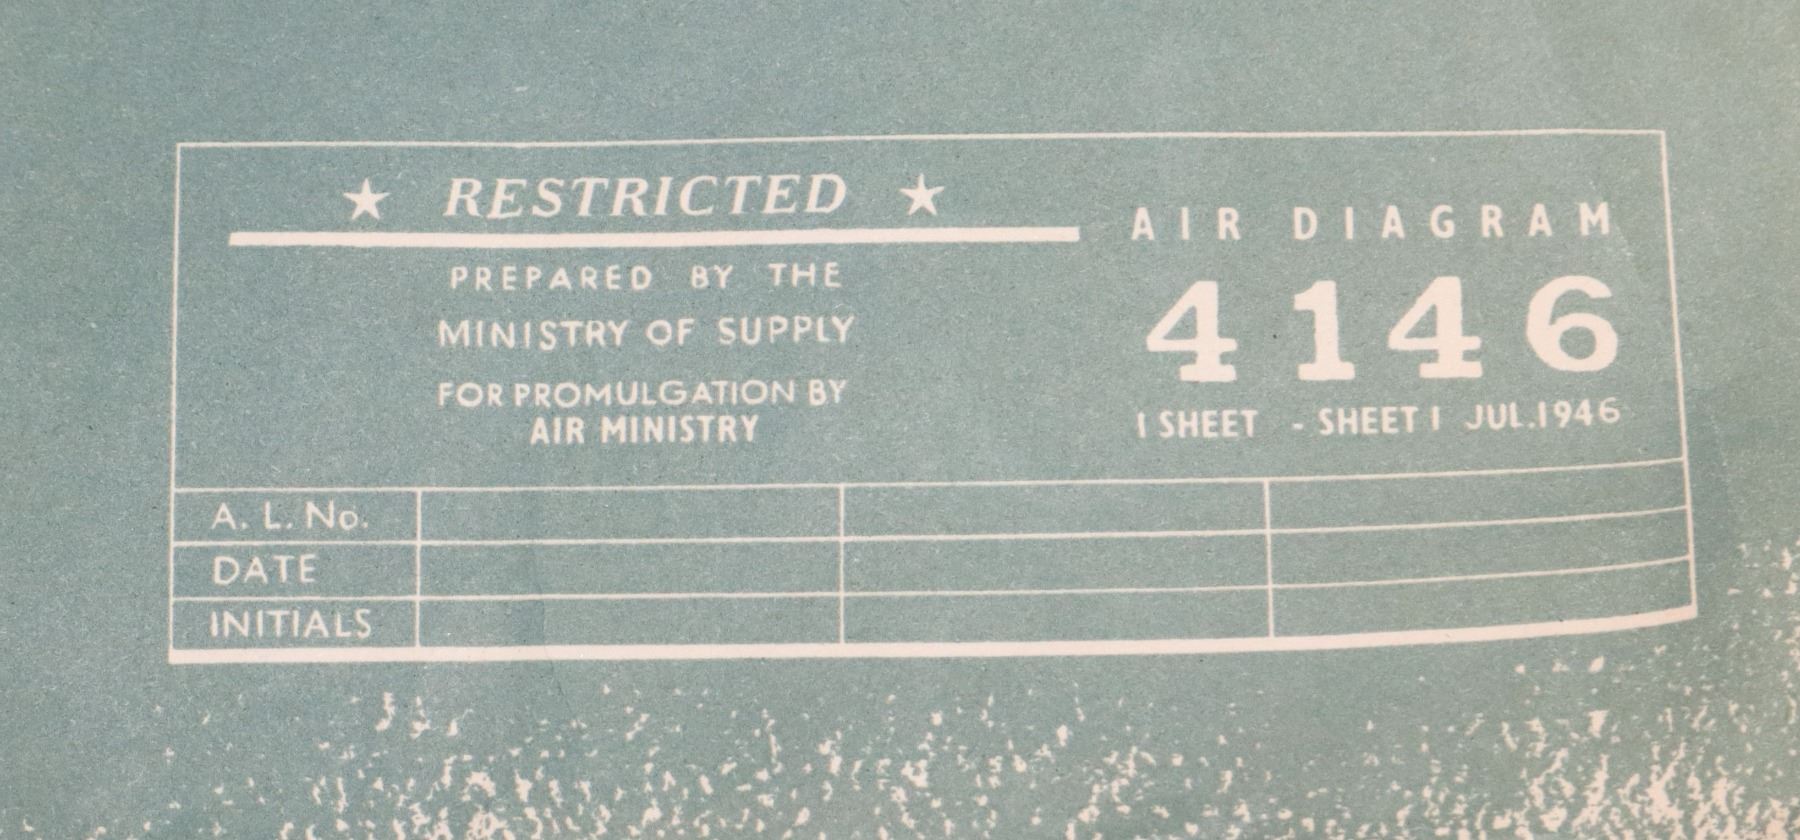 ★ RESTRICTED ★
PREPARED BY THE
MINISTRY OF SUPPLY
FOR PROMULGATION BY
AIR MINISTRY
AIR DIAGRAM
4146
1 SHEET - SHEET 1 JUL.1946
A. L. No.
DATE
INITIALS